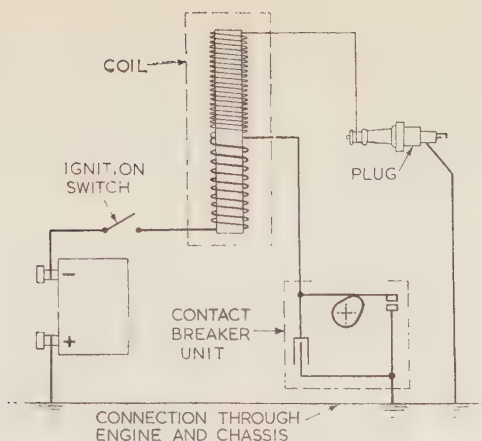 COIL
IGNITION
SWITCH
PLUG
−
+
CONTACT
BREAKER
UNIT
CONNECTION THROUGH
ENGINE AND CHASSIS